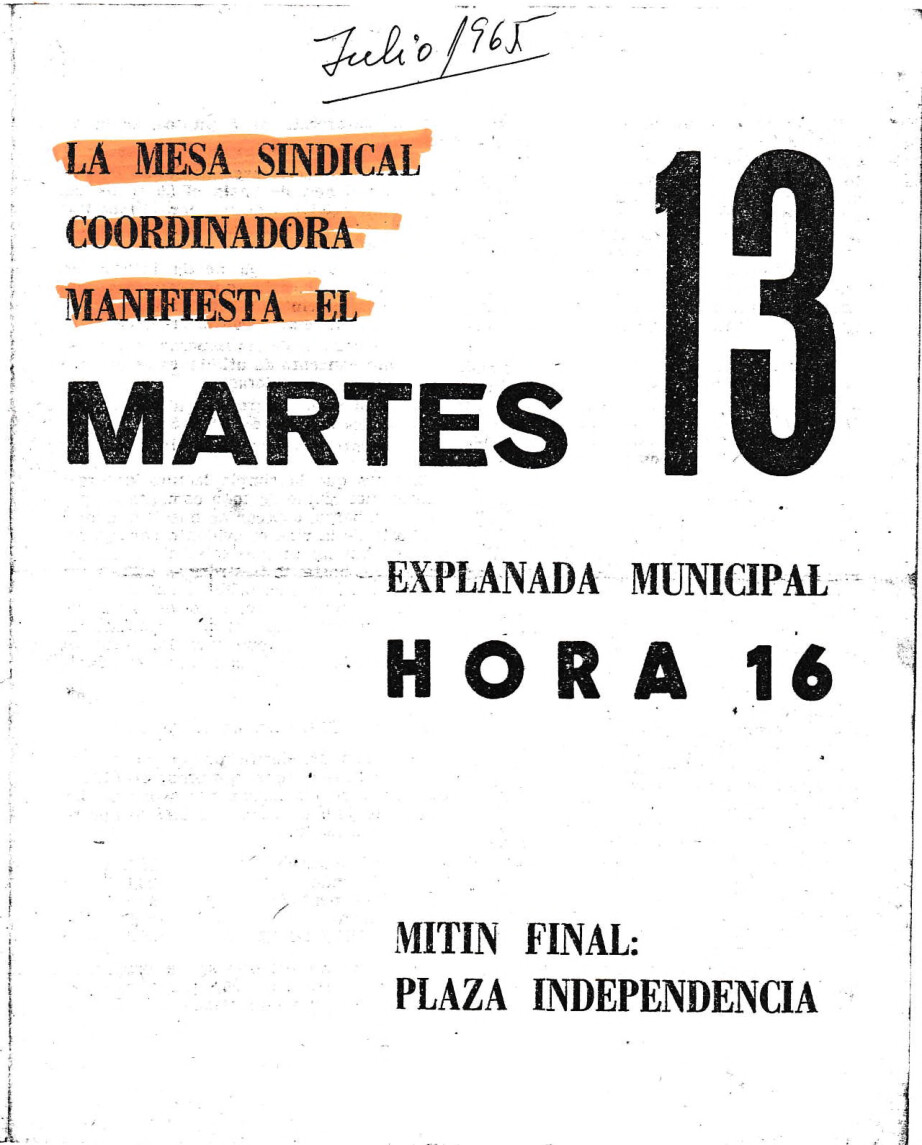 Julio 1965
LA MESA SINDICAL
COORDINADORA
MANIFIESTA EL
MARTES 13
EXPLANADA MUNICIPAL
HORA 16
MITIN FINAL:
PLAZA INDEPENDENCIA